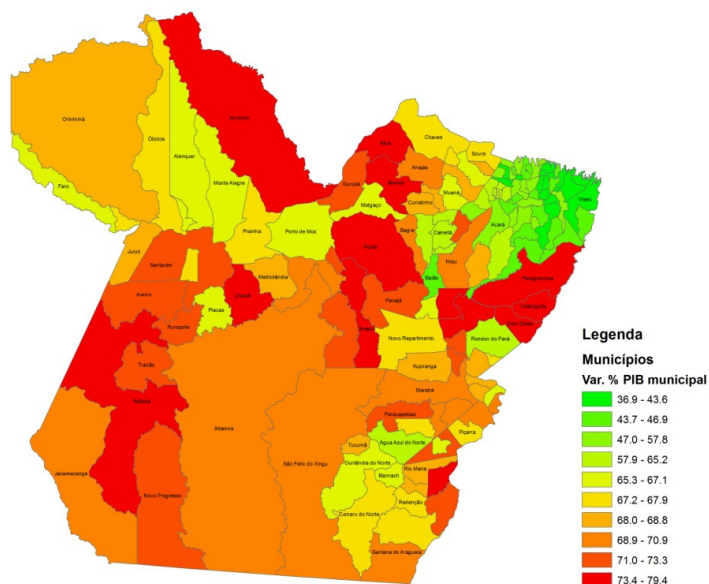 Oriximiná
Óbidos
Almeirim
Alenquer
Faro
Monte Alegre
Chaves
Afuá
Soure
Anajás
Gurupá
Breves
Muaná
Viseu
Melgaço
Curralinho
Prainha
Porto de Moz
Portel
Bagre
Cametá
Acará
Juruti
Santarém
Medicilândia
Moju
Baião
Paragominas
Aveiro
Uruará
Placas
Pacajá
Ulianópolis
Dom Eliseu
Rurópolis
Anapu
Novo Repartimento
Rondon do Pará
Trairão
Itupiranga
Itaituba
Marabá
Parauapebas
Altamira
Piçarra
Tucumã
Água Azul do Norte
São Félix do Xingu
Ourilândia do Norte
Rio Maria
Jacareacanga
Bannach
Novo Progresso
Redenção
Cumaru do Norte
Santana do Araguaia
Legenda
Municípios
Var. % PIB municipal
36.9 - 43.6
43.7 - 46.9
47.0 - 57.8
57.9 - 65.2
65.3 - 67.1
67.2 - 67.9
68.0 - 68.8
68.9 - 70.9
71.0 - 73.3
73.4 - 79.4